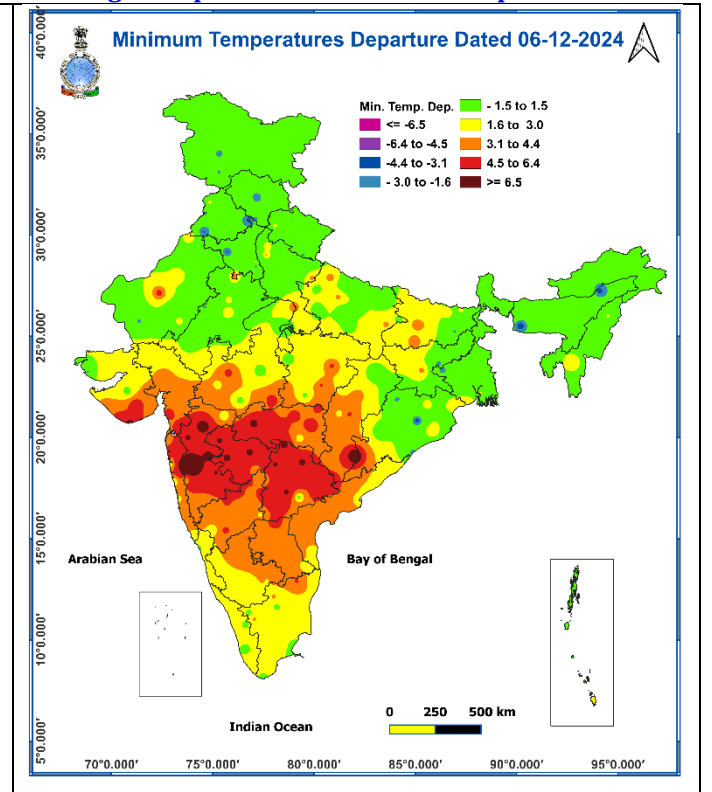 Minimum Temperatures Departure Dated 06-12-2024
Min. Temp. Dep.
<= -6.5
-6.4 to -4.5
-4.4 to -3.1
- 3.0 to -1.6
- 1.5 to 1.5
1.6 to 3.0
3.1 to 4.4
4.5 to 6.4
>= 6.5
40°0.000'
35°0.000'
30°0.000'
25°0.000'
20°0.000'
15°0.000'
10°0.000'
5°0.000'
Arabian Sea
Bay of Bengal
Indian Ocean
0 250 500 km
70°0.000' 75°0.000' 80°0.000' 85°0.000' 90°0.000' 95°0.000'